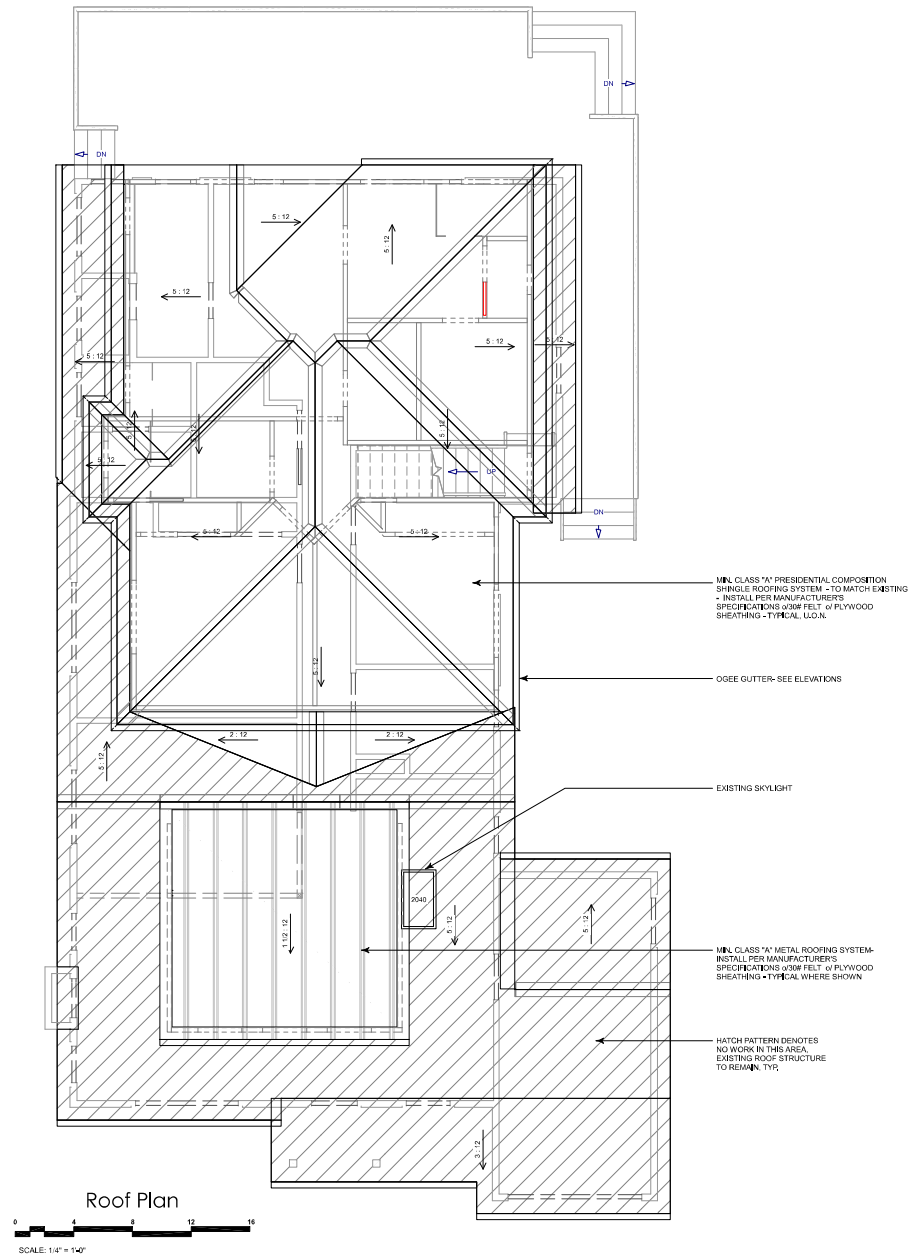 DN
DN
5 : 12
5 : 12
5 : 12
5 : 12
5 : 12
5 : 12
5 : 12
5 : 12
5 : 12
5 : 12
UP
5 : 12
DN
5 : 12
5 : 12
MIN. CLASS "A" PRESIDENTIAL COMPOSITION
SHINGLE ROOFING SYSTEM - TO MATCH EXISTING
- INSTALL PER MANUFACTURER'S
SPECIFICATIONS o/30# FELT o/ PLYWOOD
SHEATHING - TYPICAL, U.O.N.
5 : 12
OGEE GUTTER- SEE ELEVATIONS
2 : 12
2 : 12
5 : 12
EXISTING SKYLIGHT
2040
1 1/2 : 12
5 : 12
5 : 12
MIN. CLASS "A" METAL ROOFING SYSTEM-
INSTALL PER MANUFACTURER'S
SPECIFICATIONS o/30# FELT o/ PLYWOOD
SHEATHING - TYPICAL WHERE SHOWN
HATCH PATTERN DENOTES
NO WORK IN THIS AREA,
EXISTING ROOF STRUCTURE
TO REMAIN, TYP.
3 : 12
Roof Plan
0 4 8 12 16
SCALE: 1/4" = 1'-0"